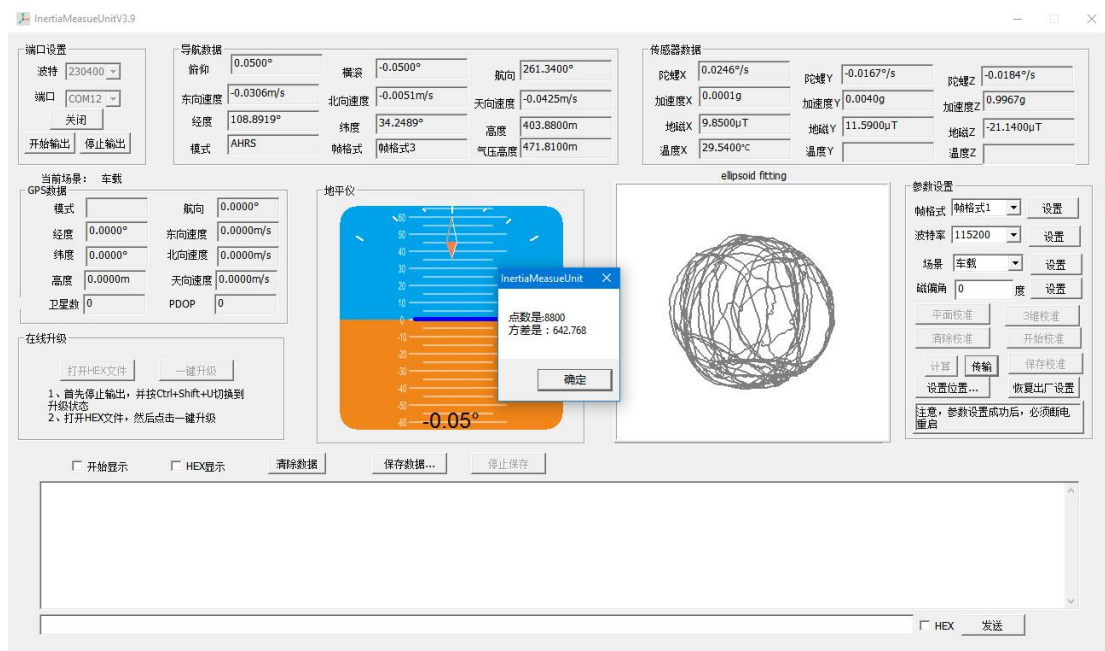 InertiaMeasueUnitV3.9
端口设置
波特 230400
端口 COM12
关闭
开始输出 停止输出
导航数据
俯仰 0.0500° 横滚 -0.0500° 航向 261.3400°
东向速度 -0.0306m/s 北向速度 -0.0051m/s 天向速度 -0.0425m/s
经度 108.8919° 纬度 34.2489° 高度 403.8800m
模式 AHRS 帧格式 帧格式3 气压高度 471.8100m
传感器数据
陀螺X 0.0246°/s 陀螺Y -0.0167°/s 陀螺Z -0.0184°/s
加速度X 0.0001g 加速度Y 0.0040g 加速度Z 0.9967g
地磁X 9.8500μT 地磁Y 11.5900μT 地磁Z -21.1400μT
温度X 29.5400℃ 温度Y 温度Z
当前场景: 车载
GPS数据
模式 航向 0.0000°
经度 0.0000° 东向速度 0.0000m/s
纬度 0.0000° 北向速度 0.0000m/s
高度 0.0000m 天向速度 0.0000m/s
卫星数 0 PDOP 0
在线升级
打开HEX文件 一键升级
1、首先停止输出，并按Ctrl+Shift+U切换到
升级状态
2、打开HEX文件，然后点击一键升级
地平仪
60
50
40
30
20
10
0
-10
-20
-30
-40
-50
-60
-0.05°
InertiaMeasueUnit
点数是:8800
方差是：642.768
确定
ellipsoid fitting
参数设置
帧格式 帧格式1 设置
波特率 115200 设置
场景 车载 设置
磁偏角 0 度 设置
平面校准 3维校准
清除校准 开始校准
计算 传输 保存校准
设置位置... 恢复出厂设置
注意，参数设置成功后，必须断电
重启
开始显示 HEX显示 清除数据 保存数据... 停止保存
HEX 发送